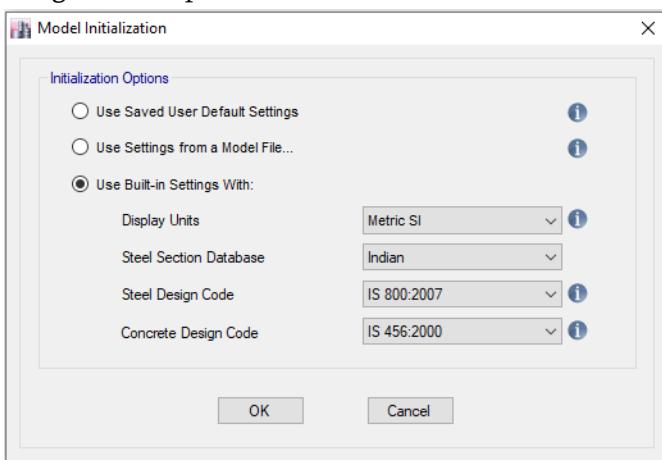 Model Initialization
Initialization Options
Use Saved User Default Settings
Use Settings from a Model File...
Use Built-in Settings With:
Display Units Metric SI
Steel Section Database Indian
Steel Design Code IS 800:2007
Concrete Design Code IS 456:2000
OK Cancel